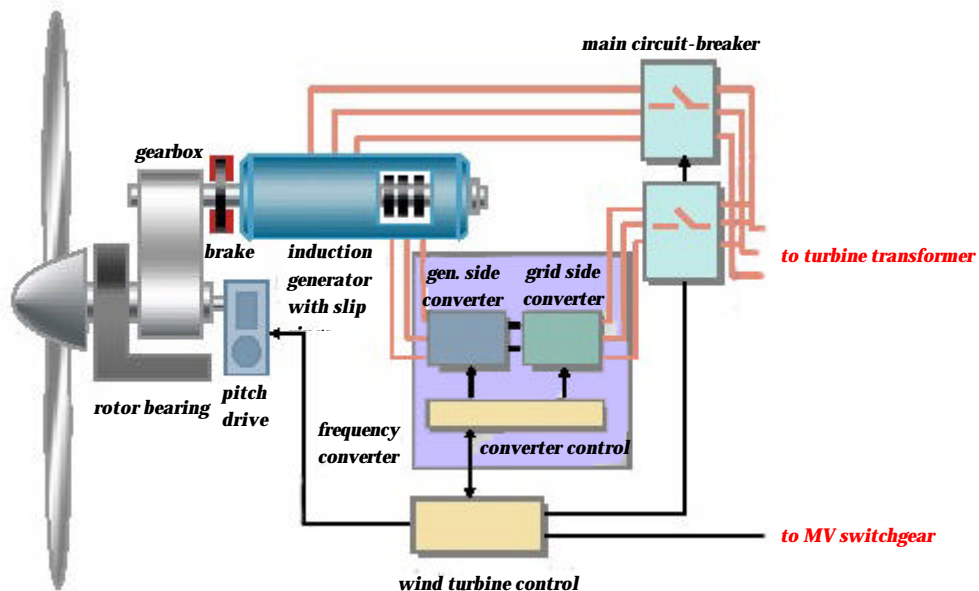 main circuit-breaker
gearbox
brake
induction
generator
with slip
to turbine transformer
gen. side
converter
grid side
converter
rotor bearing
pitch
drive
frequency
converter
converter control
to MV switchgear
wind turbine control